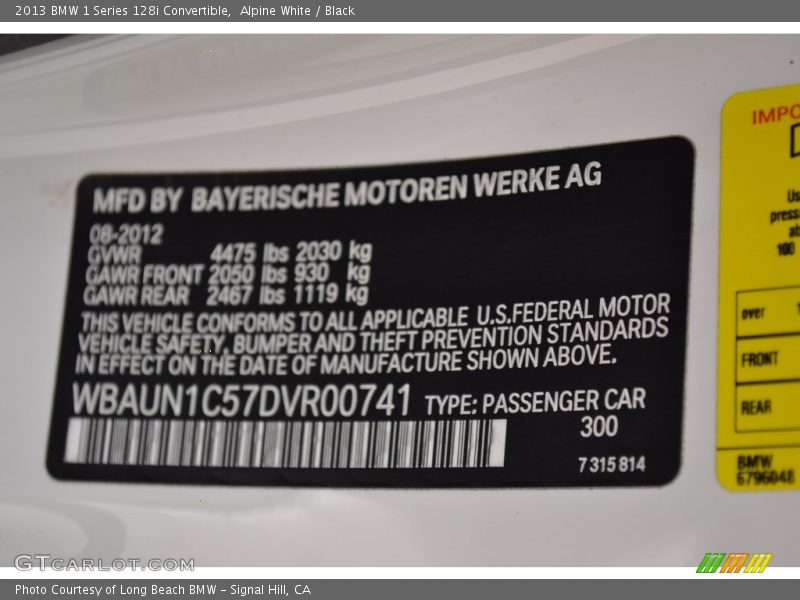 2013 BMW 1 Series 128i Convertible,  Alpine White / Black
MFD BY BAYERISCHE MOTOREN WERKE AG
08-2012
GVWR 4475 lbs 2030 kg
GAWR FRONT 2050 lbs 930 kg
GAWR REAR 2467 lbs 1119 kg
THIS VEHICLE CONFORMS TO ALL APPLICABLE U.S.FEDERAL MOTOR
VEHICLE SAFETY, BUMPER AND THEFT PREVENTION STANDARDS
IN EFFECT ON THE DATE OF MANUFACTURE SHOWN ABOVE.
WBAUN1C57DVR00741 TYPE: PASSENGER CAR
300
7 315 814
over
FRONT
REAR
BMW
6796048
100
GTCARLOT.COM
Photo Courtesy of Long Beach BMW – Signal Hill, CA